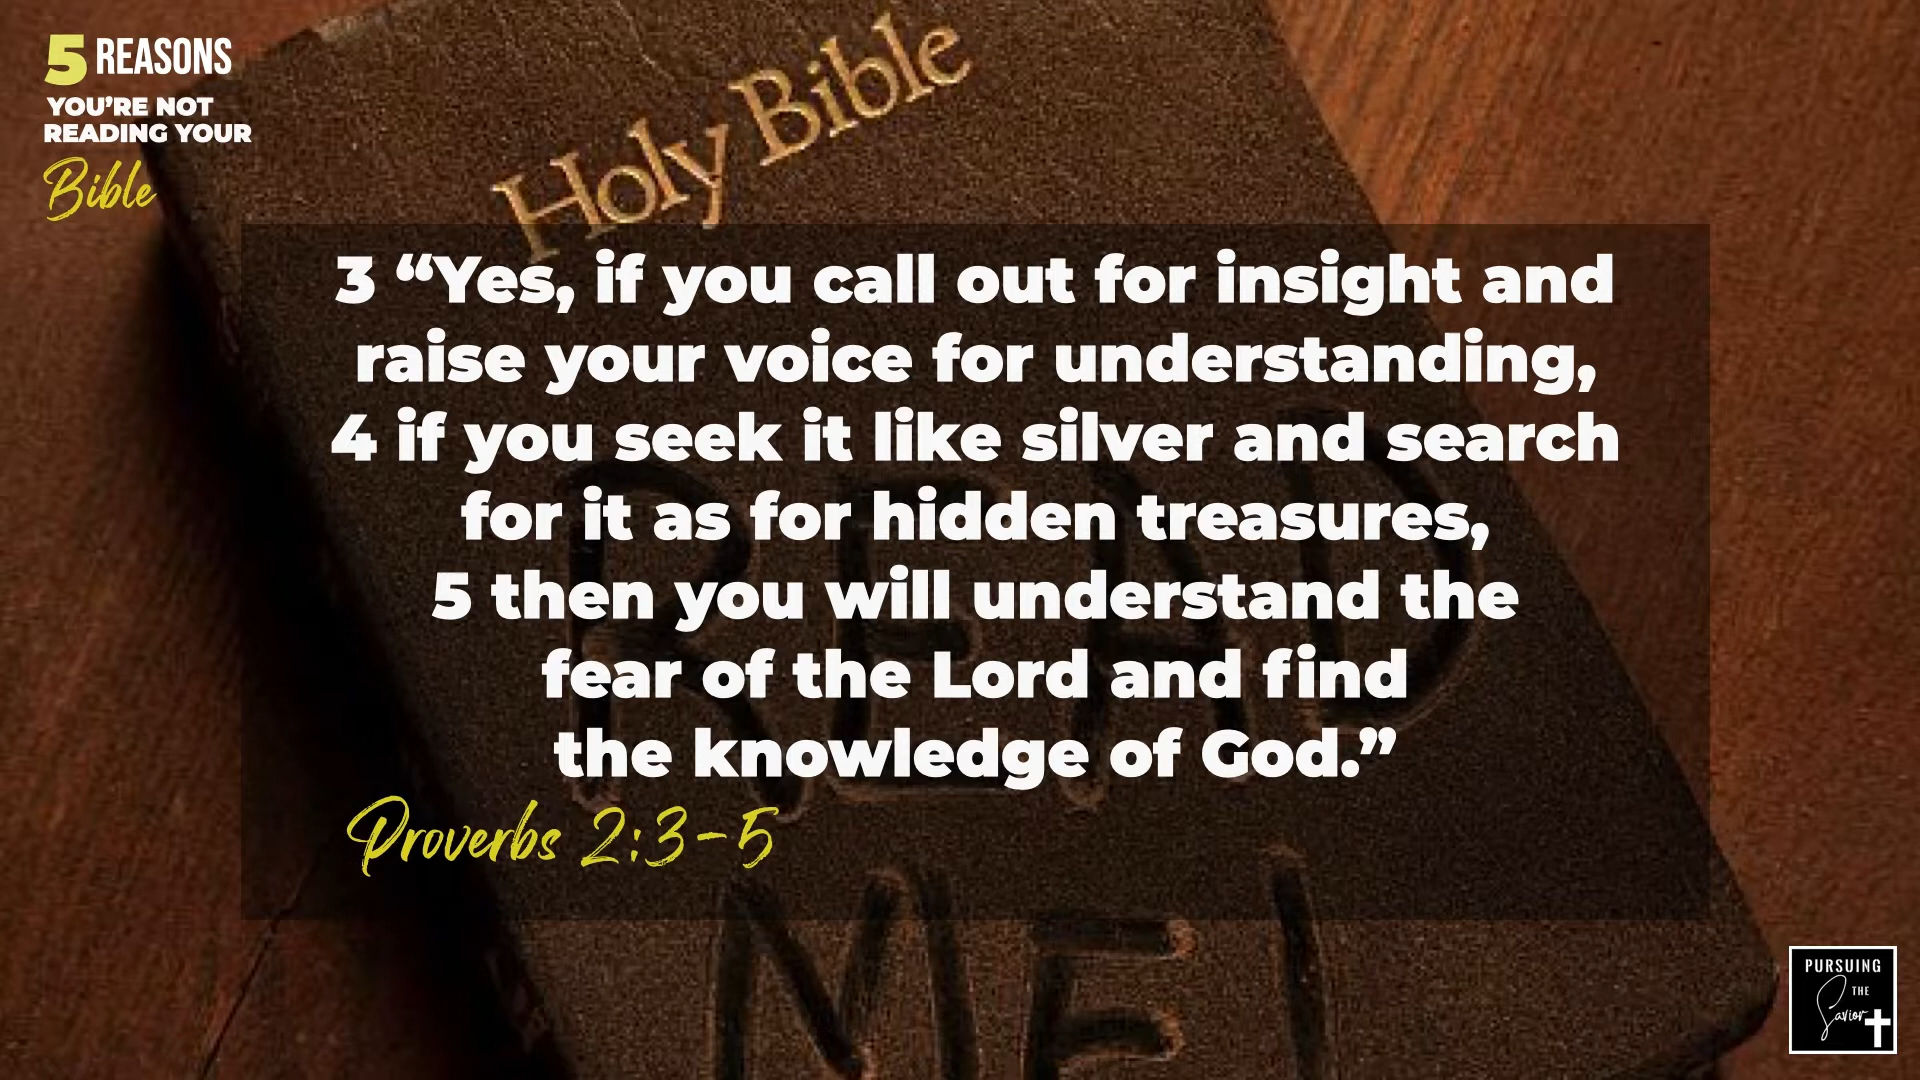 5 REASONS
YOU'RE NOT
READING YOUR
Bible
Holy Bible
3 “Yes, if you call out for insight and
raise your voice for understanding,
4 if you seek it like silver and search
for it as for hidden treasures,
5 then you will understand the
fear of the Lord and find
the knowledge of God.”
Proverbs 2:3-5
READ
ME!
PURSUING
THE
Savior